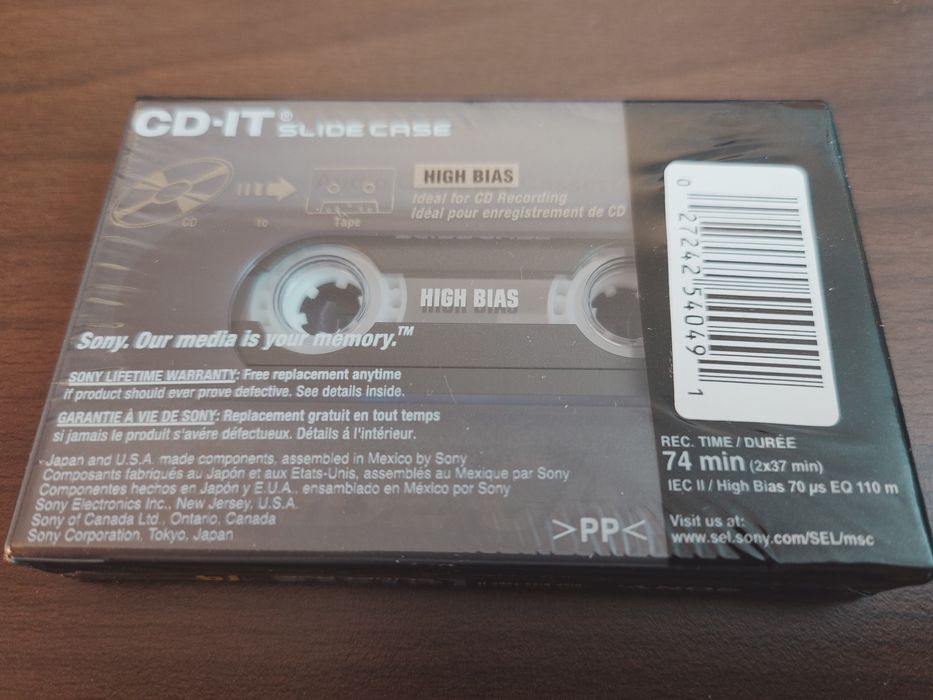 CD-IT® SLIDE CASE
CD to Tape
HIGH BIAS
Ideal for CD Recording
Idéal pour enregistrement de CD
HIGH BIAS
Sony. Our media is your memory.™
SONY LIFETIME WARRANTY: Free replacement anytime
if product should ever prove defective. See details inside.
GARANTIE À VIE DE SONY: Replacement gratuit en tout temps
si jamais le produit s'avére défectueux. Détails á l'intérieur.
Japan and U.S.A. made components, assembled in Mexico by Sony
Composants fabriqués au Japón et aux Etats-Unis, assemblés au Mexique par Sony
Componentes hechos en Japón y E.U.A., ensamblado en México por Sony
Sony Electronics Inc., New Jersey, U.S.A.
Sony of Canada Ltd., Ontario, Canada
Sony Corporation, Tokyo, Japan
>PP<
0 27242 54049 1
REC. TIME / DURÉE
74 min (2x37 min)
IEC II / High Bias 70 µs EQ 110 m
Visit us at:
www.sel.sony.com/SEL/msc